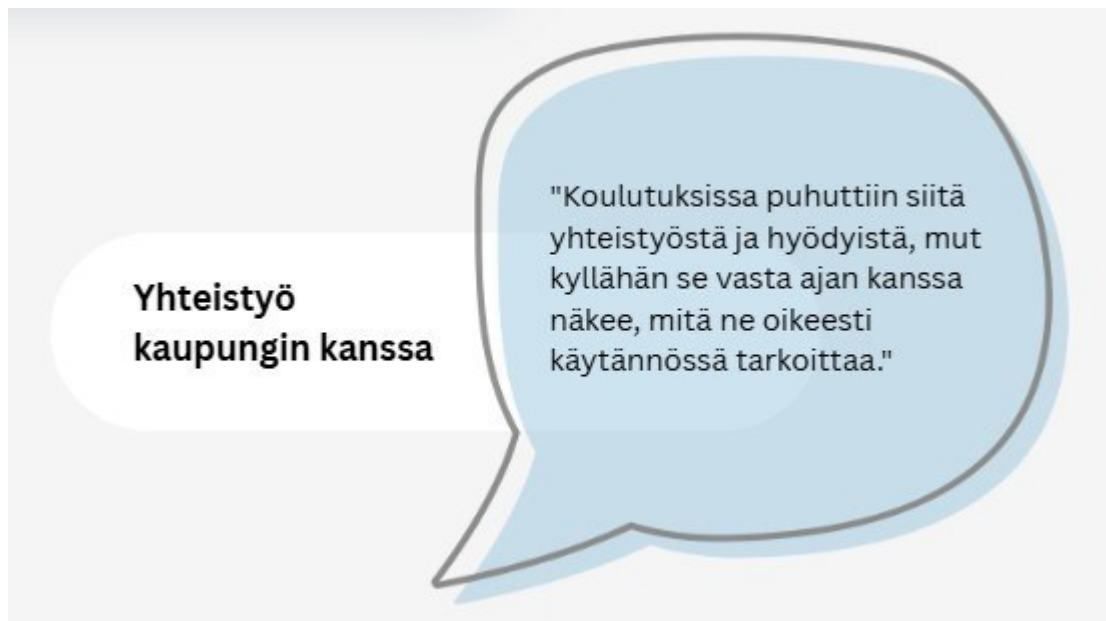 Yhteistyö
kaupungin kanssa
"Koulutuksissa puhuttiin siitä
yhteistyöstä ja hyödyistä, mut
kyllähän se vasta ajan kanssa
näkee, mitä ne oikeesti
käytännössä tarkoittaa."